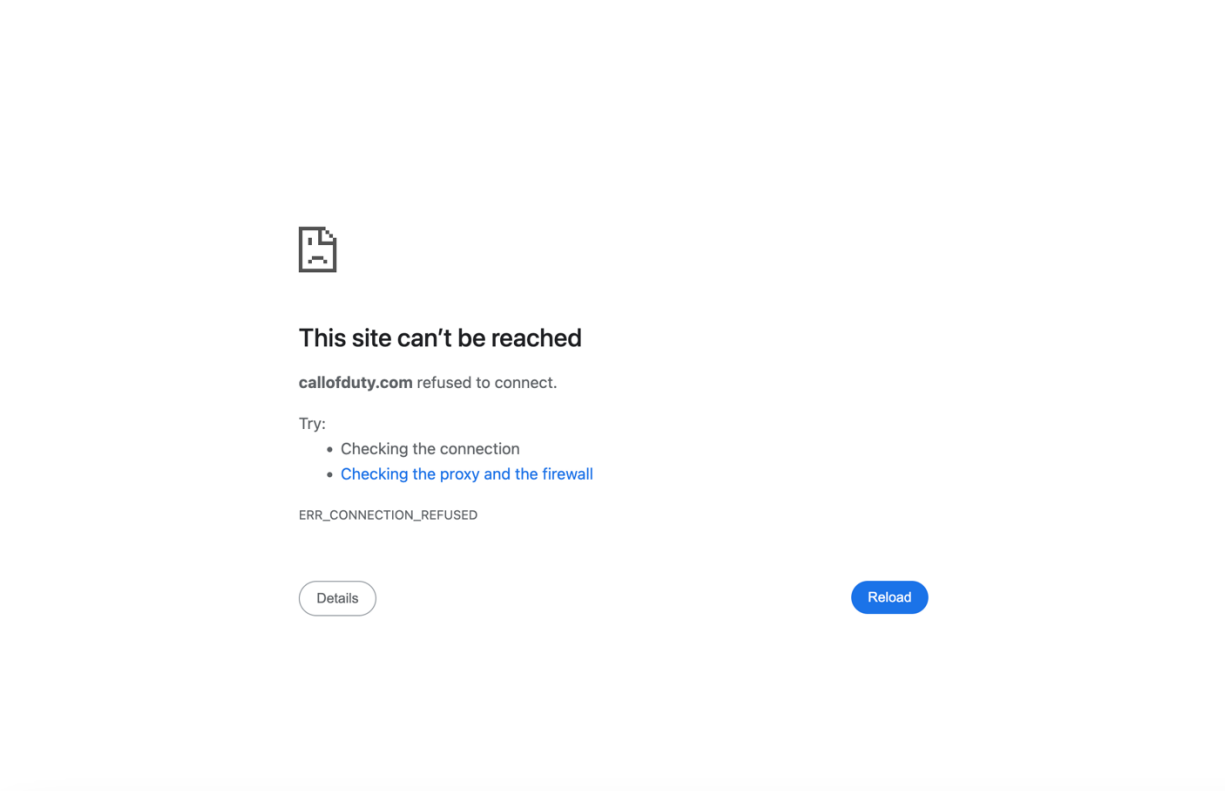 This site can’t be reached
callofduty.com refused to connect.
Try:
• Checking the connection
• Checking the proxy and the firewall
ERR_CONNECTION_REFUSED
Details
Reload